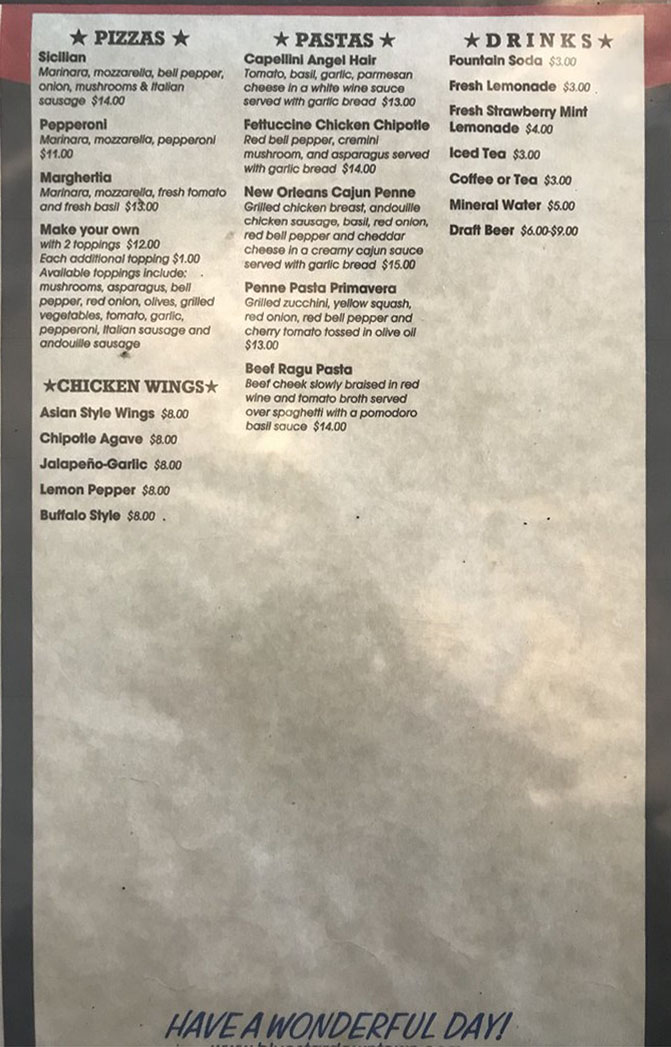 ★ PIZZAS ★
Sicilian
Marinara, mozzarella, bell pepper,
onion, mushrooms & Italian
sausage $14.00
Pepperoni
Marinara, mozzarella, pepperoni
$11.00
Marghertia
Marinara, mozzarella, fresh tomato
and fresh basil $13.00
Make your own
with 2 toppings $12.00
Each additional topping $1.00
Available toppings include:
mushrooms, asparagus, bell
pepper, red onion, olives, grilled
vegetables, tomato, garlic,
pepperoni, Italian sausage and
andouille sausage
★CHICKEN WINGS★
Asian Style Wings $8.00
Chipotle Agave $8.00
Jalapeño-Garlic $8.00
Lemon Pepper $8.00
Buffalo Style $8.00
★ PASTAS ★
Capellini Angel Hair
Tomato, basil, garlic, parmesan
cheese in a white wine sauce
served with garlic bread $13.00
Fettuccine Chicken Chipotle
Red bell pepper, cremini
mushroom, and asparagus served
with garlic bread $14.00
New Orleans Cajun Penne
Grilled chicken breast, andouille
chicken sausage, basil, red onion,
red bell pepper and cheddar
cheese in a creamy cajun sauce
served with garlic bread $15.00
Penne Pasta Primavera
Grilled zucchini, yellow squash,
red onion, red bell pepper and
cherry tomato tossed in olive oil
$13.00
Beef Ragu Pasta
Beef cheek slowly braised in red
wine and tomato broth served
over spaghetti with a pomodoro
basil sauce $14.00
★ DRINKS ★
Fountain Soda $3.00
Fresh Lemonade $3.00
Fresh Strawberry Mint
Lemonade $4.00
Iced Tea $3.00
Coffee or Tea $3.00
Mineral Water $5.00
Draft Beer $6.00-$9.00
HAVE A WONDERFUL DAY!